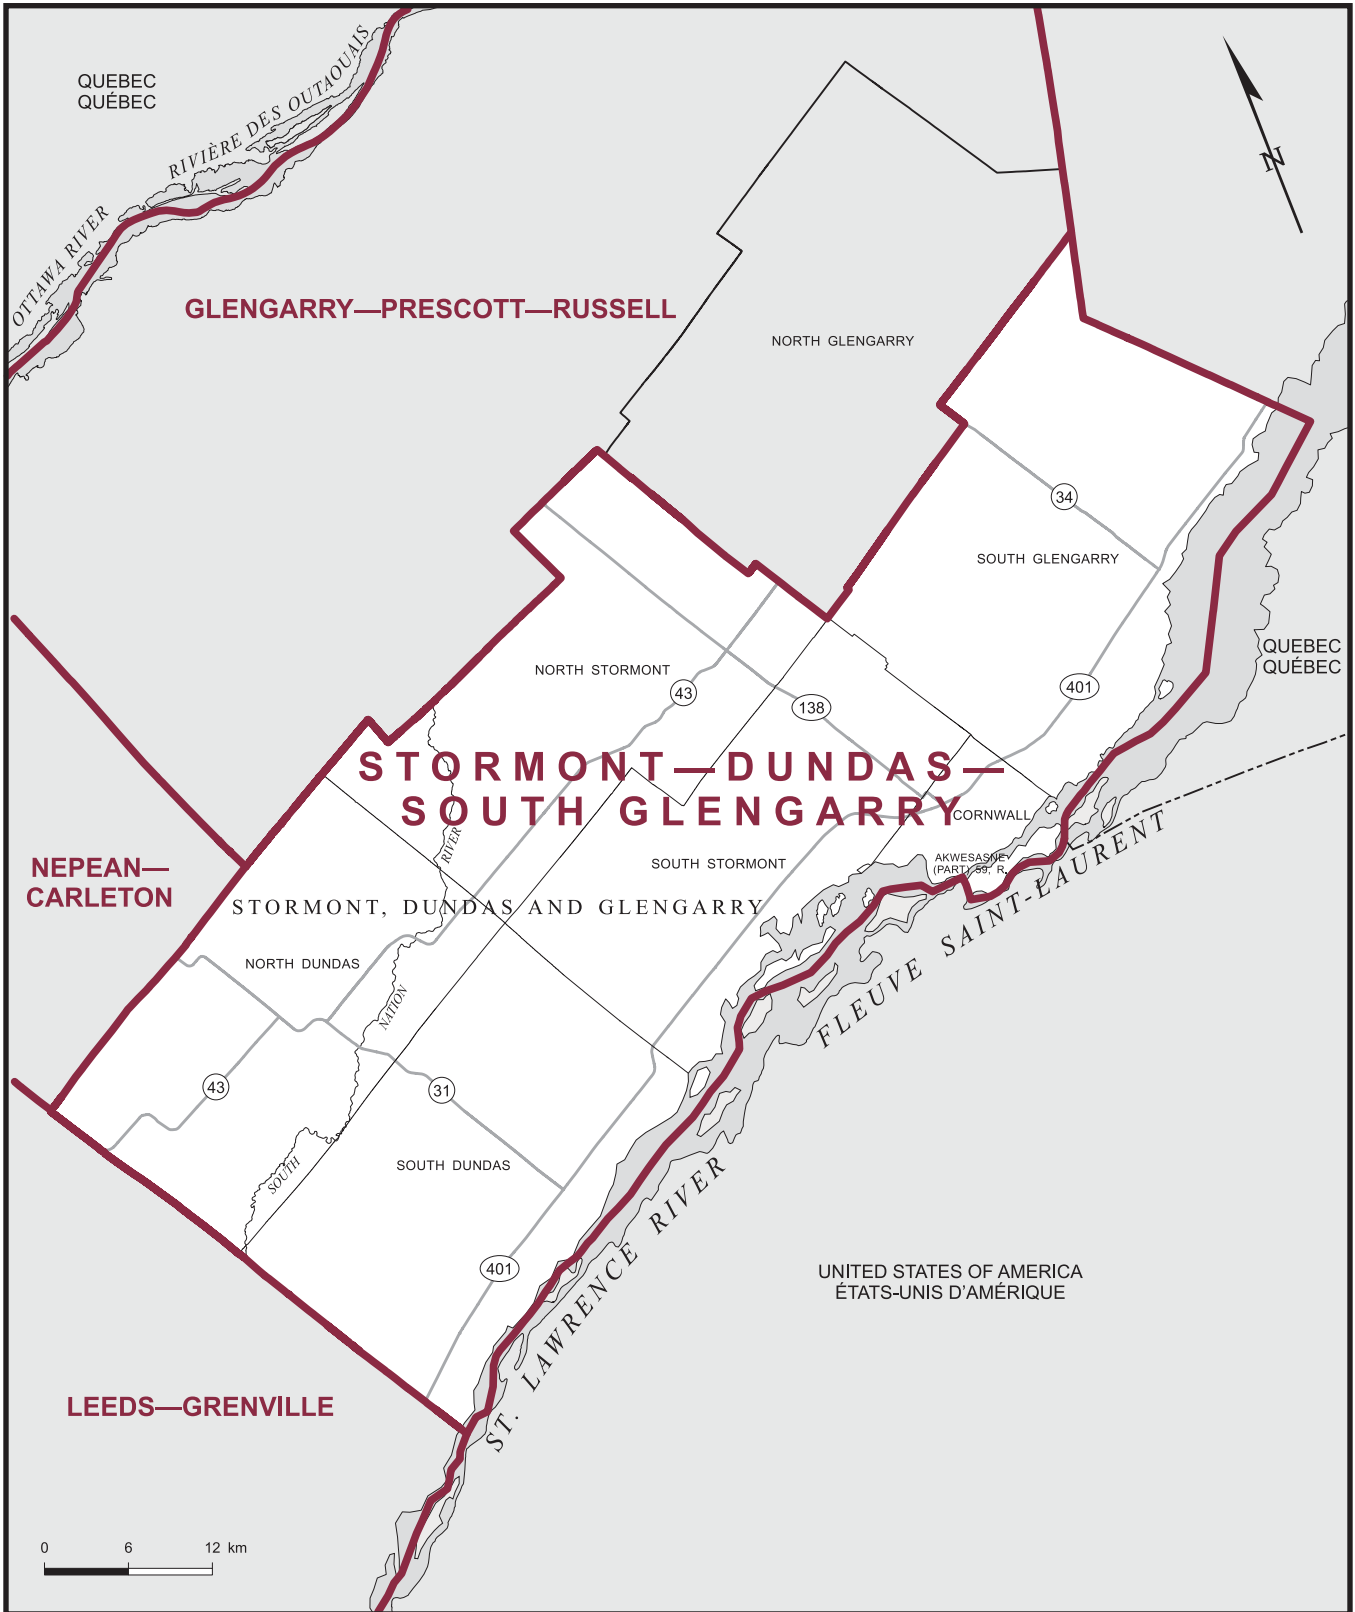 QUEBEC
QUÉBEC
RIVIÈRE DES OUTAOUAIS
OTTAWA RIVER
N
GLENGARRY—PRESCOTT—RUSSELL
NORTH GLENGARRY
34
SOUTH GLENGARRY
QUEBEC
QUÉBEC
NORTH STORMONT
43
138
401
STORMONT—DUNDAS—
SOUTH GLENGARRY
CORNWALL
RIVER
SOUTH STORMONT
AKWESASNE
(PART) 59, R.
NEPEAN—
CARLETON
STORMONT, DUNDAS AND GLENGARRY
NORTH DUNDAS
NATION
FLEUVE SAINT-LAURENT
43
31
SOUTH DUNDAS
SOUTH
401
ST. LAWRENCE RIVER
UNITED STATES OF AMERICA
ÉTATS-UNIS D'AMÉRIQUE
LEEDS—GRENVILLE
0 6 12 km